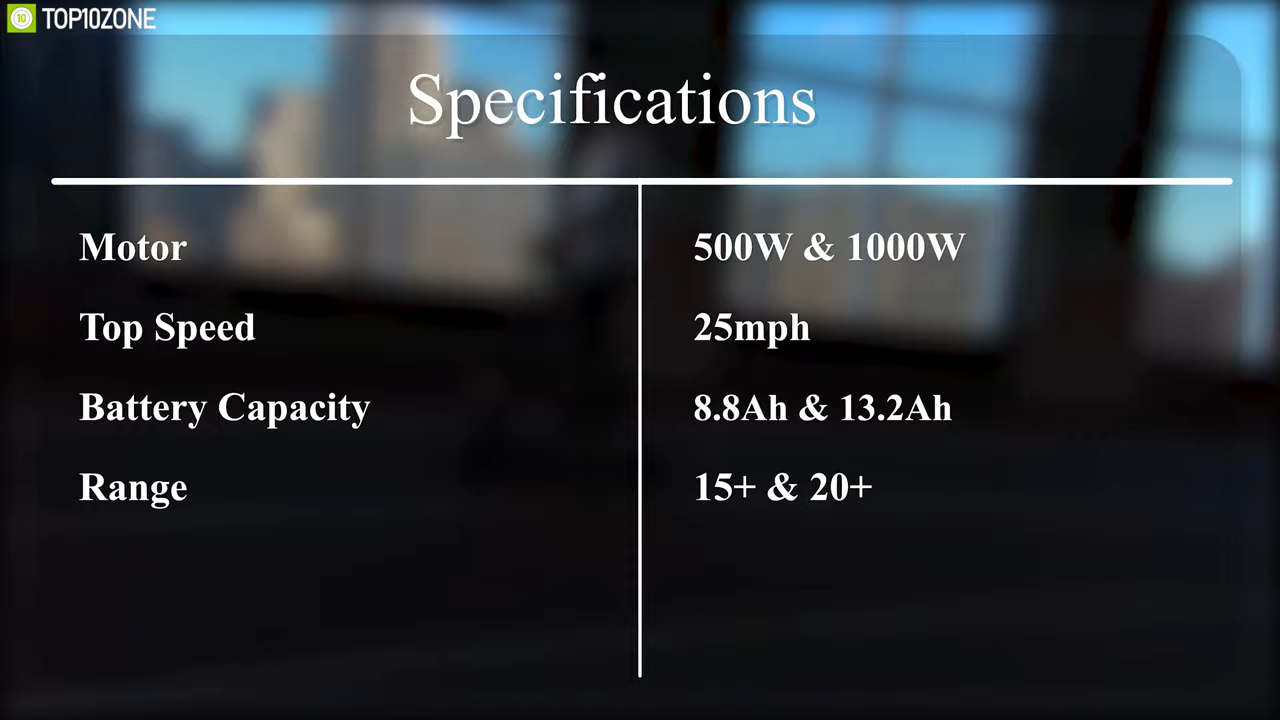 TOP10ZONE
Specifications
Motor 500W & 1000W
Top Speed 25mph
Battery Capacity 8.8Ah & 13.2Ah
Range 15+ & 20+